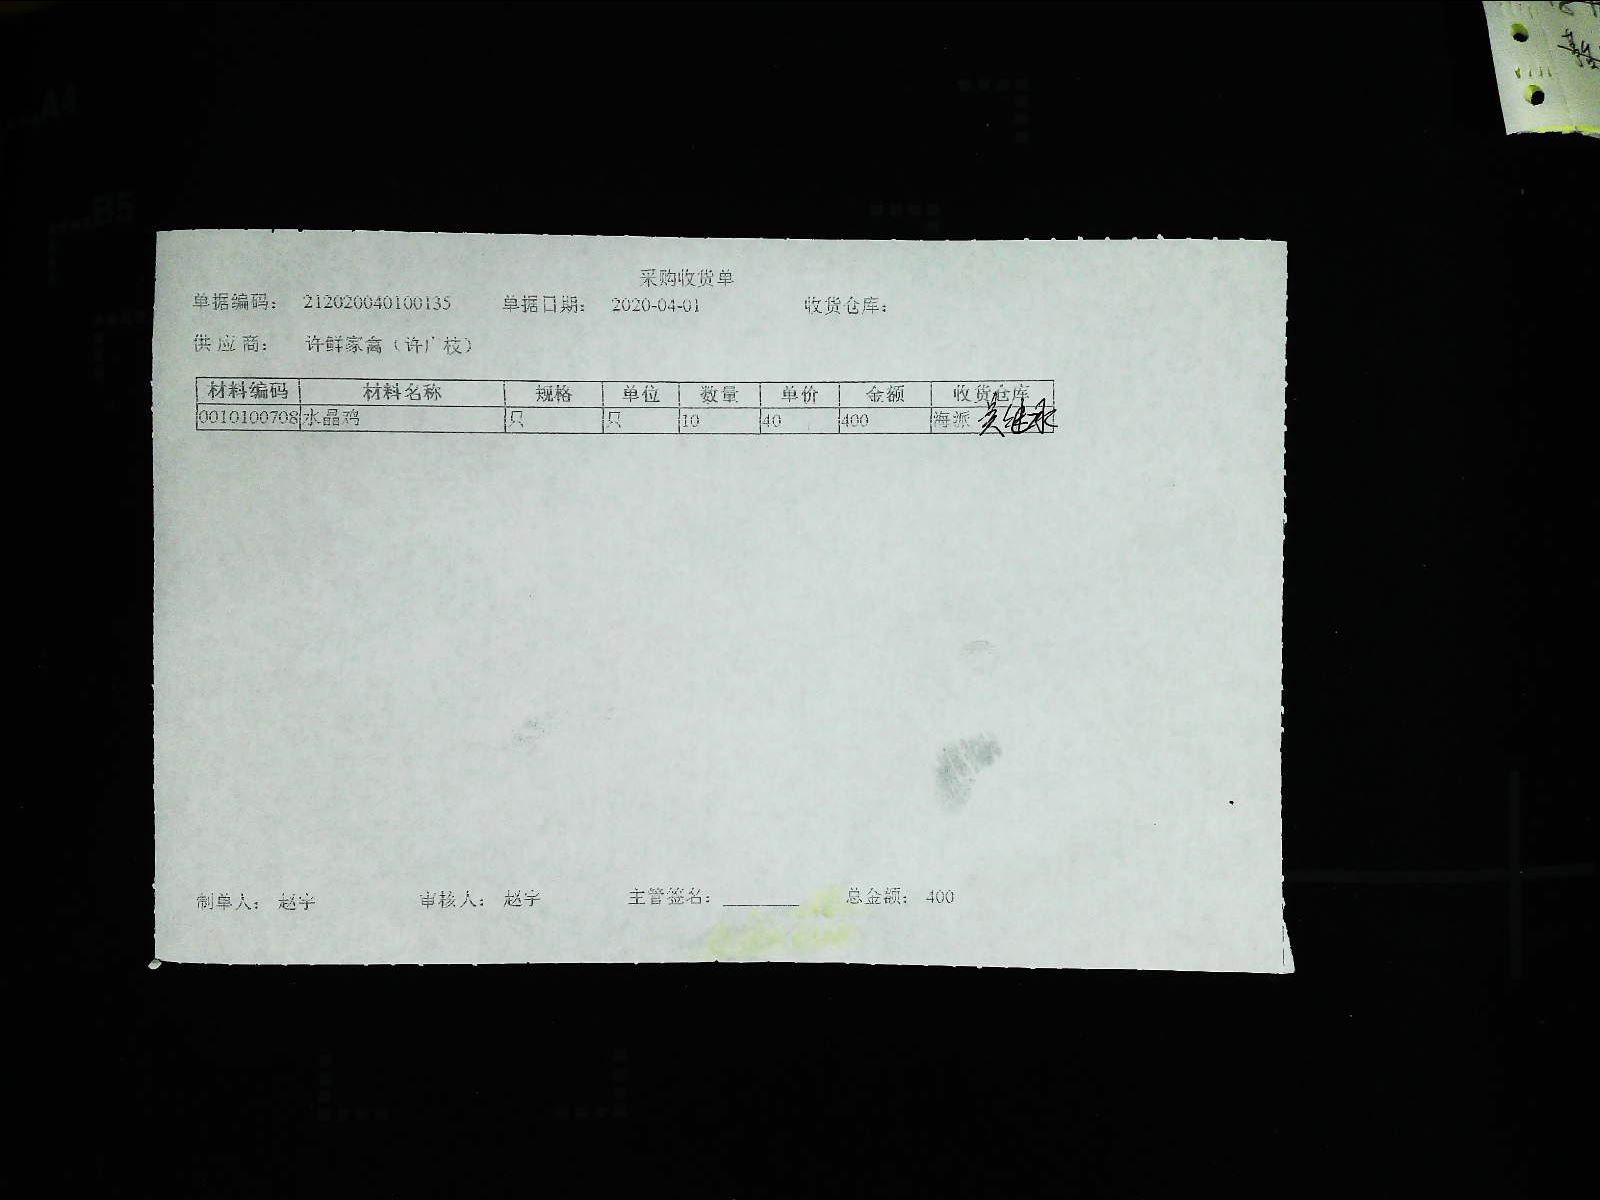 采购收货单
单据编码： 212020040100135 单据日期： 2020-04-01 收货仓库：
供 应 商： 许鲜家禽（许广枝）
材料编码 材料名称 规格 单位 数量 单价 金额 收货仓库
0010100708 水晶鸡 只 只 10 40 400 海派
制单人： 赵宇 审核人： 赵宇 主管签名： 总金额： 400